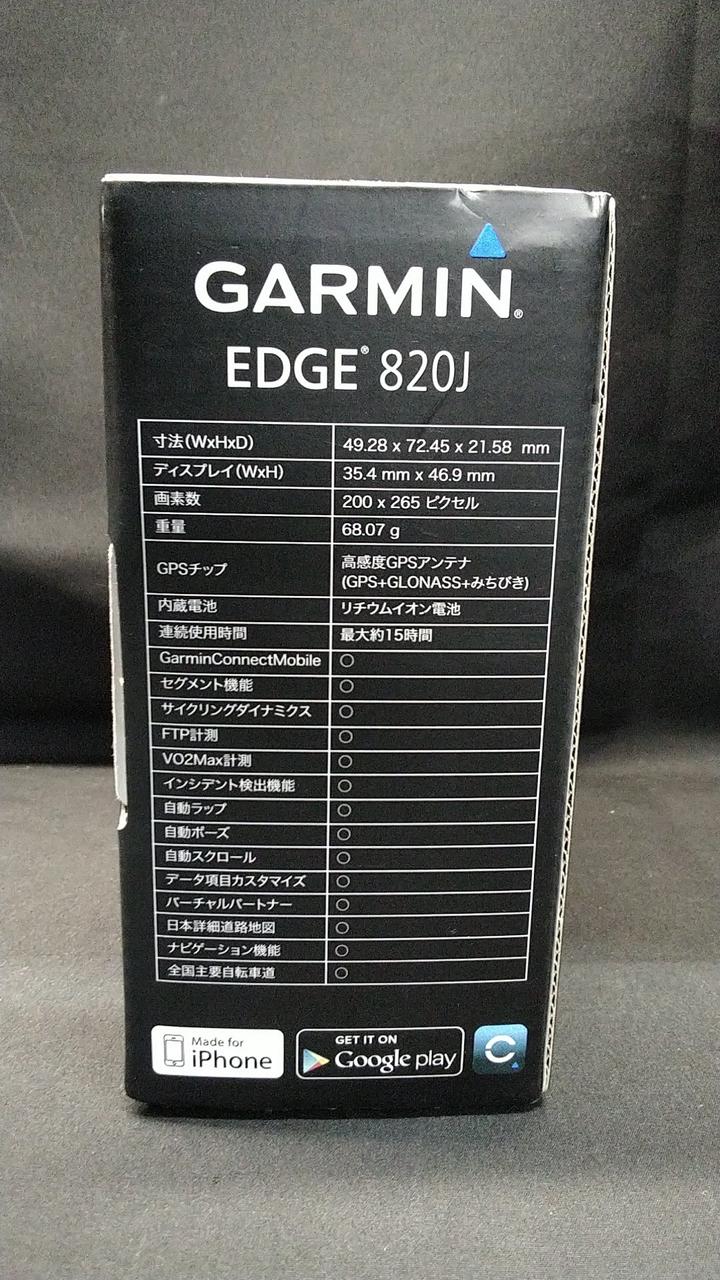 GARMIN®
EDGE® 820J
寸法(WxHxD) 49.28 x 72.45 x 21.58 mm
ディスプレイ(WxH) 35.4 mm x 46.9 mm
画素数 200 x 265 ピクセル
重量 68.07 g
GPSチップ 高感度GPSアンテナ
(GPS+GLONASS+みちびき)
内蔵電池 リチウムイオン電池
連続使用時間 最大約15時間
GarminConnectMobile ○
セグメント機能 ○
サイクリングダイナミクス ○
FTP計測 ○
VO2Max計測 ○
インシデント検出機能 ○
自動ラップ ○
自動ポーズ ○
自動スクロール ○
データ項目カスタマイズ ○
バーチャルパートナー ○
日本詳細道路地図 ○
ナビゲーション機能 ○
全国主要自転車道 ○
Made for
iPhone
GET IT ON
Google play